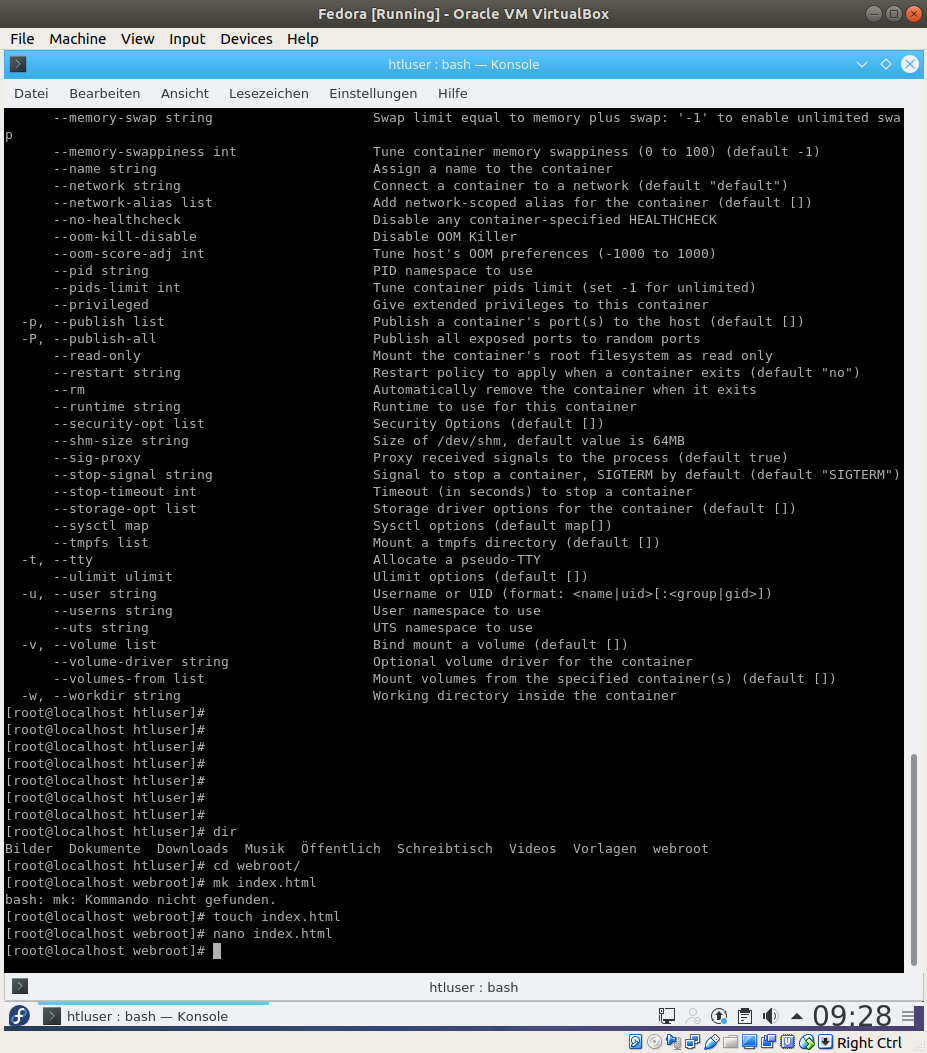 Fedora [Running] - Oracle VM VirtualBox
File Machine View Input Devices Help
htluser : bash — Konsole
Datei Bearbeiten Ansicht Lesezeichen Einstellungen Hilfe
--memory-swap string Swap limit equal to memory plus swap: '-1' to enable unlimited swa
p
--memory-swappiness int Tune container memory swappiness (0 to 100) (default -1)
--name string Assign a name to the container
--network string Connect a container to a network (default "default")
--network-alias list Add network-scoped alias for the container (default [])
--no-healthcheck Disable any container-specified HEALTHCHECK
--oom-kill-disable Disable OOM Killer
--oom-score-adj int Tune host's OOM preferences (-1000 to 1000)
--pid string PID namespace to use
--pids-limit int Tune container pids limit (set -1 for unlimited)
--privileged Give extended privileges to this container
-p, --publish list Publish a container's port(s) to the host (default [])
-P, --publish-all Publish all exposed ports to random ports
--read-only Mount the container's root filesystem as read only
--restart string Restart policy to apply when a container exits (default "no")
--rm Automatically remove the container when it exits
--runtime string Runtime to use for this container
--security-opt list Security Options (default [])
--shm-size string Size of /dev/shm, default value is 64MB
--sig-proxy Proxy received signals to the process (default true)
--stop-signal string Signal to stop a container, SIGTERM by default (default "SIGTERM")
--stop-timeout int Timeout (in seconds) to stop a container
--storage-opt list Storage driver options for the container (default [])
--sysctl map Sysctl options (default map[])
--tmpfs list Mount a tmpfs directory (default [])
-t, --tty Allocate a pseudo-TTY
--ulimit ulimit Ulimit options (default [])
-u, --user string Username or UID (format: <name|uid>[:<group|gid>])
--userns string User namespace to use
--uts string UTS namespace to use
-v, --volume list Bind mount a volume (default [])
--volume-driver string Optional volume driver for the container
--volumes-from list Mount volumes from the specified container(s) (default [])
-w, --workdir string Working directory inside the container
[root@localhost htluser]#
[root@localhost htluser]#
[root@localhost htluser]#
[root@localhost htluser]#
[root@localhost htluser]#
[root@localhost htluser]#
[root@localhost htluser]#
[root@localhost htluser]# dir
Bilder Dokumente Downloads Musik Öffentlich Schreibtisch Videos Vorlagen webroot
[root@localhost htluser]# cd webroot/
[root@localhost webroot]# mk index.html
bash: mk: Kommando nicht gefunden.
[root@localhost webroot]# touch index.html
[root@localhost webroot]# nano index.html
[root@localhost webroot]#
htluser : bash
htluser : bash — Konsole 09:28
Right Ctrl